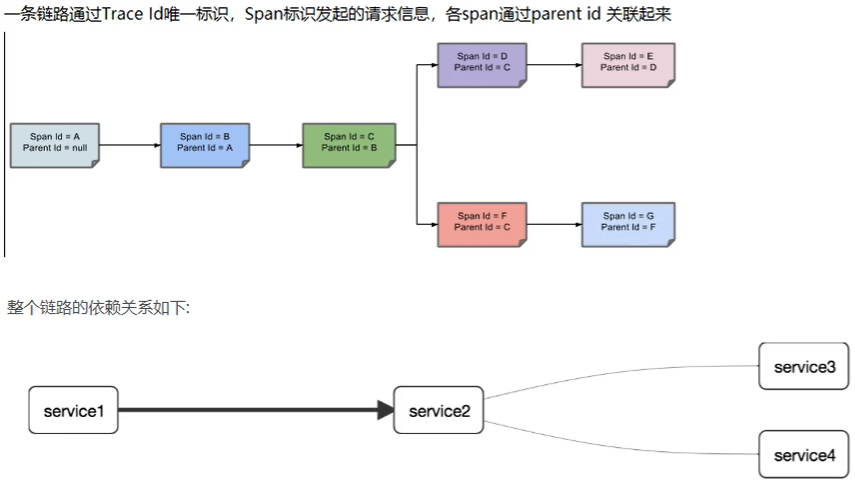 一条链路通过Trace Id唯一标识，Span标识发起的请求信息，各span通过parent id 关联起来
Span Id = D
Parent Id = C
Span Id = E
Parent Id = D
Span Id = A
Parent Id = null
Span Id = B
Parent Id = A
Span Id = C
Parent Id = B
Span Id = F
Parent Id = C
Span Id = G
Parent Id = F
整个链路的依赖关系如下:
service3
service1
service2
service4